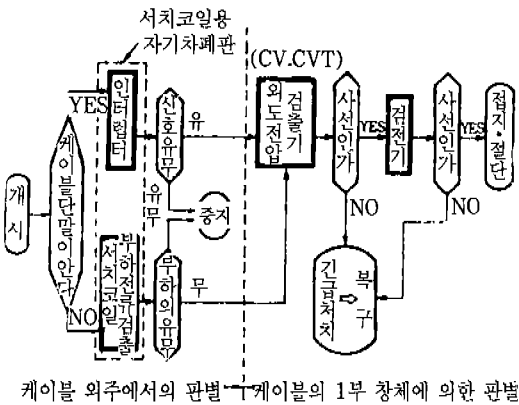 서치코일용
자기차폐판
(CV.CVT)
개시
케이블단말이안다
YES
NO
인터럽터
서치코일
부하전류검출
신호유무
유
유
무
중지
부하의유무
무
외도전압
검출기
사선인가
YES
NO
검전기
사선인가
YES
NO
접지·절단
긴급처치 ⇨ 복구
케이블 외주에서의 판별
케이블의 1부 창체에 의한 판별